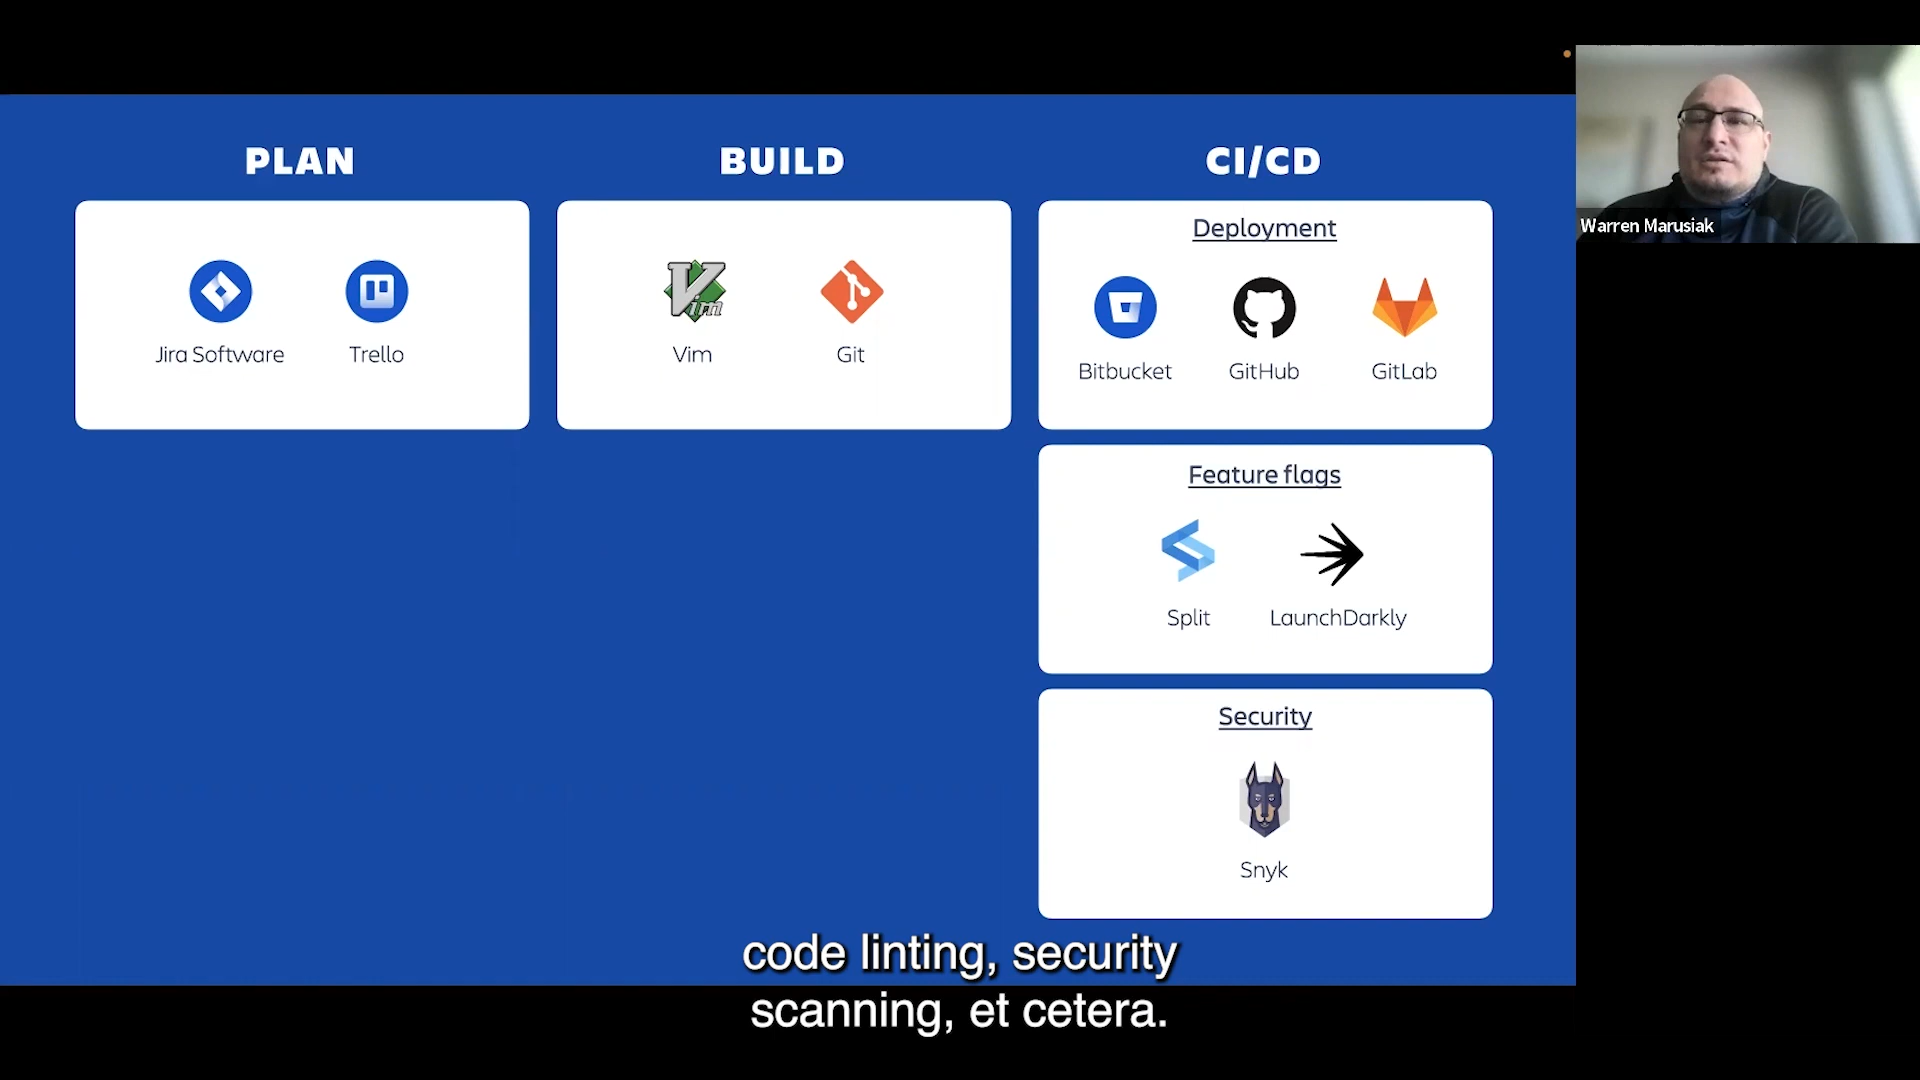 PLAN
BUILD
CI/CD
Jira Software
Trello
Vim
Vim
Git
Deployment
Bitbucket
GitHub
GitLab
Feature flags
Split
LaunchDarkly
Security
Snyk
Warren Marusiak
code linting, security
scanning, et cetera.